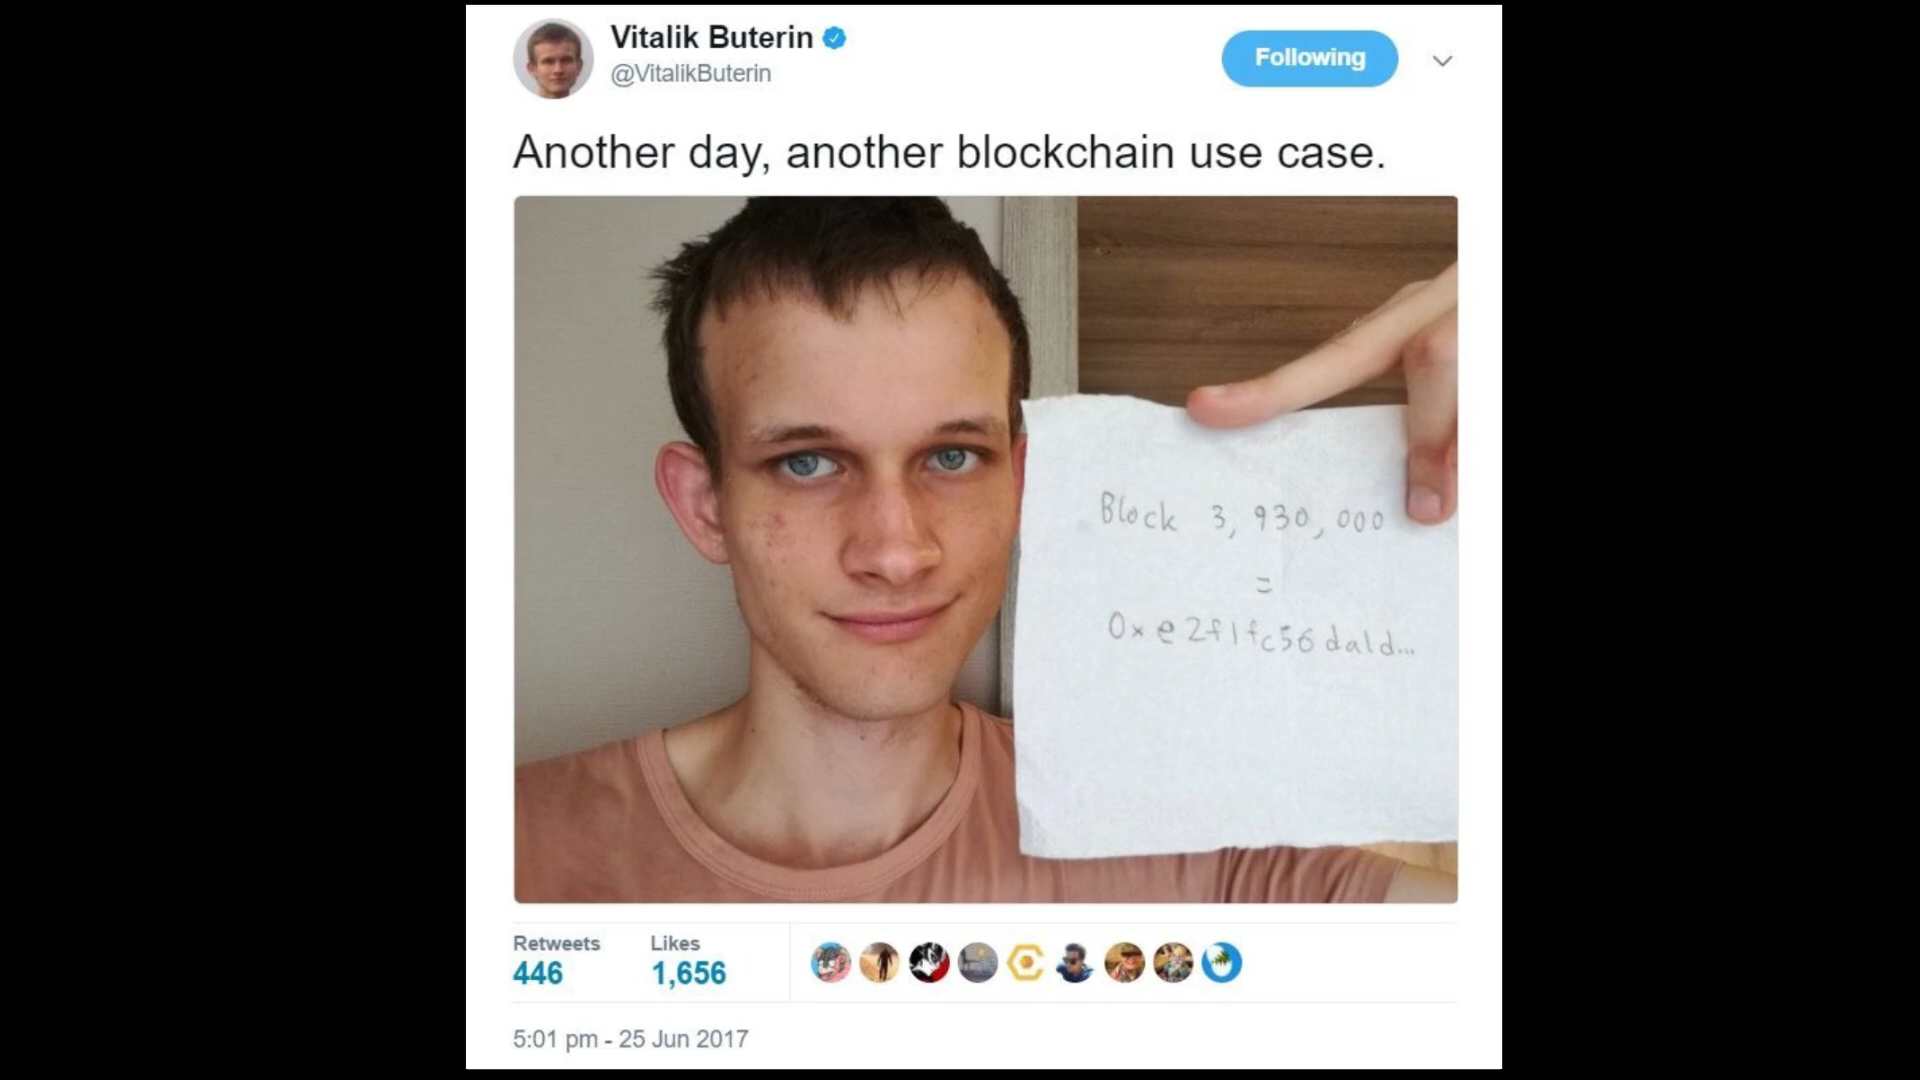 Vitalik Buterin
@VitalikButerin
Following
Another day, another blockchain use case.
Block 3,930,000
=
0xe2f1fc56da1d...
Retweets
446
Likes
1,656
5:01 pm - 25 Jun 2017